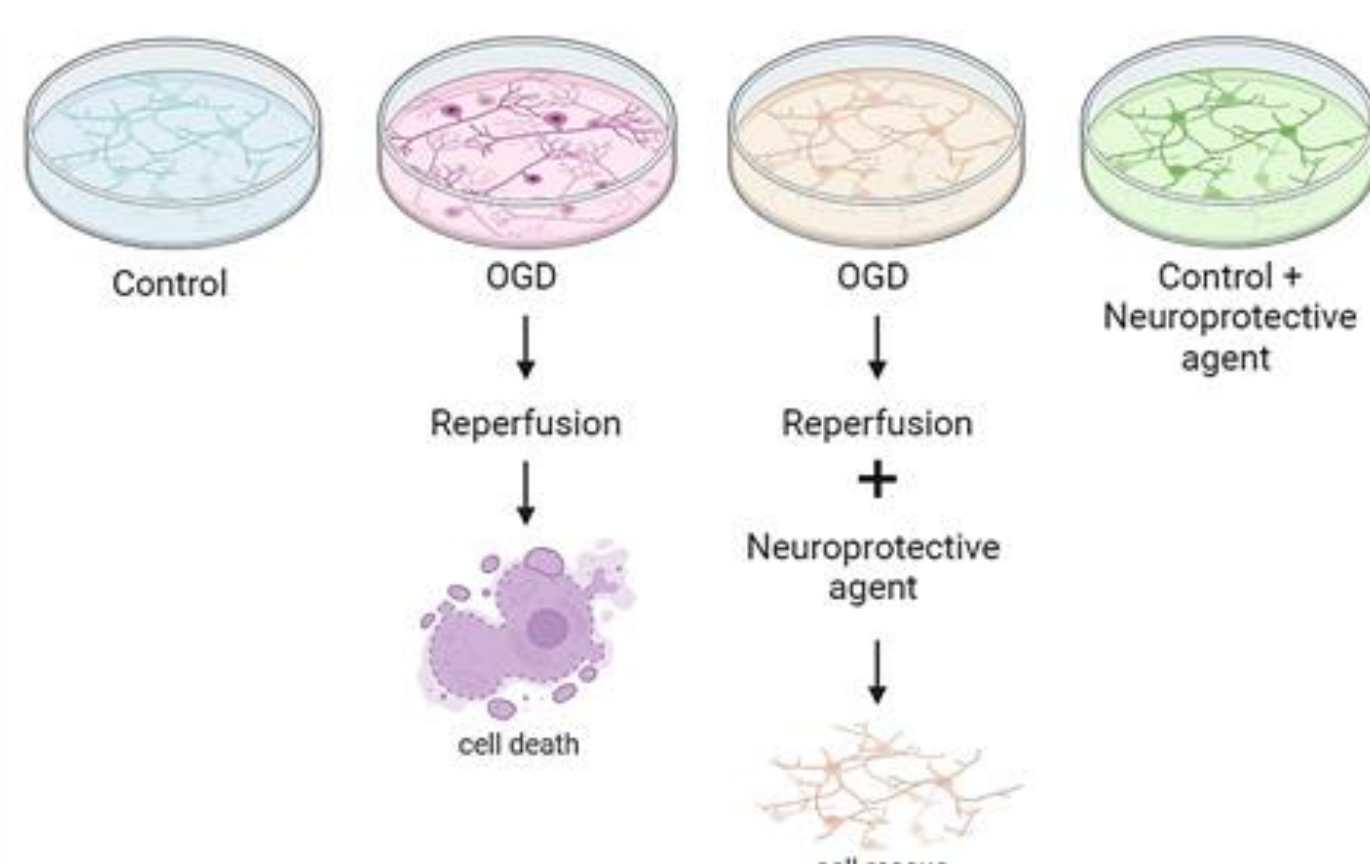 Control
OGD
Reperfusion
cell death
OGD
Reperfusion
+
Neuroprotective
agent
Control +
Neuroprotective
agent